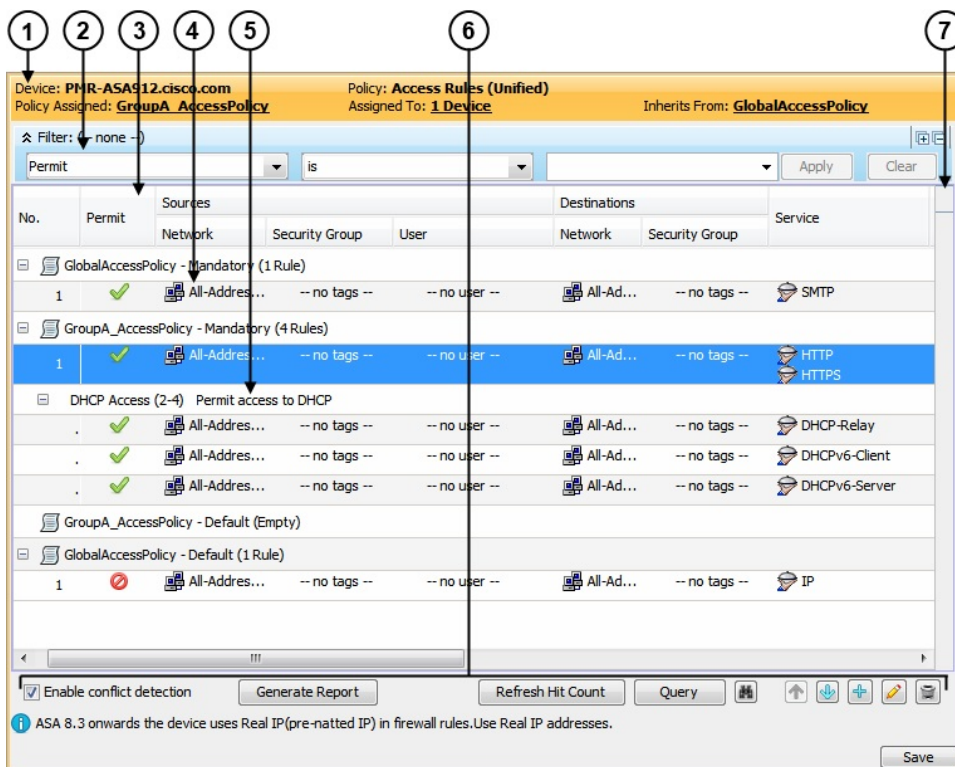 1 2 3 4 5 6 7
Device: PMR-ASA912.cisco.com Policy: Access Rules (Unified)
Policy Assigned: GroupA_AccessPolicy Assigned To: 1 Device Inherits From: GlobalAccessPolicy
Filter: (-- none --)
Permit is Apply Clear
No. Permit Sources Destinations Service
Network Security Group User Network Security Group
GlobalAccessPolicy - Mandatory (1 Rule)
1 All-Addres... -- no tags -- -- no user -- All-Ad... -- no tags -- SMTP
GroupA_AccessPolicy - Mandatory (4 Rules)
1 All-Addres... -- no tags -- -- no user -- All-Ad... -- no tags -- HTTP
HTTPS
DHCP Access (2-4) Permit access to DHCP
. All-Addres... -- no tags -- -- no user -- All-Ad... -- no tags -- DHCP-Relay
. All-Addres... -- no tags -- -- no user -- All-Ad... -- no tags -- DHCPv6-Client
. All-Addres... -- no tags -- -- no user -- All-Ad... -- no tags -- DHCPv6-Server
GroupA_AccessPolicy - Default (Empty)
GlobalAccessPolicy - Default (1 Rule)
1 All-Addres... -- no tags -- -- no user -- All-Ad... -- no tags -- IP
Enable conflict detection Generate Report Refresh Hit Count Query
ASA 8.3 onwards the device uses Real IP(pre-natted IP) in firewall rules.Use Real IP addresses.
Save